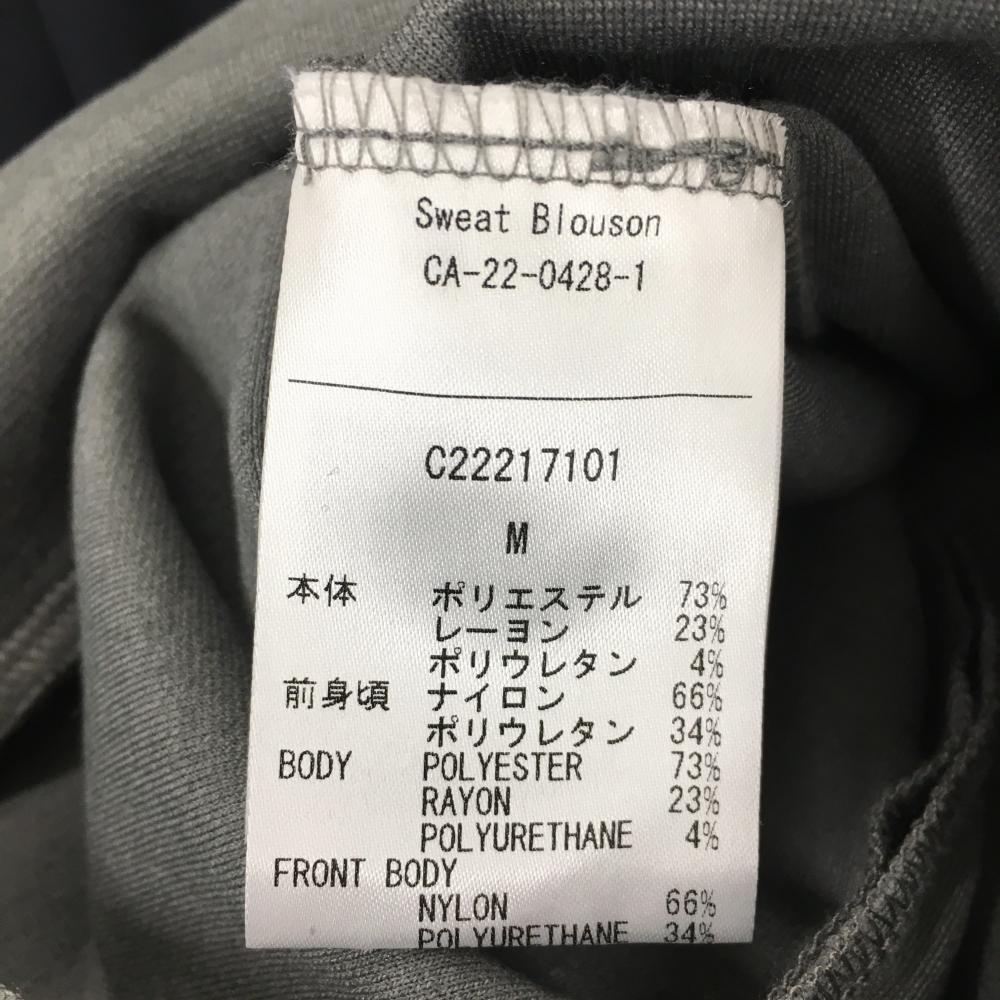 Sweat Blouson
CA-22-0428-1
C22217101
M
本体 ポリエステル 73%
レーヨン 23%
ポリウレタン 4%
前身頃 ナイロン 66%
ポリウレタン 34%
BODY POLYESTER 73%
RAYON 23%
POLYURETHANE 4%
FRONT BODY
NYLON 66%
POLYURETHANE 34%